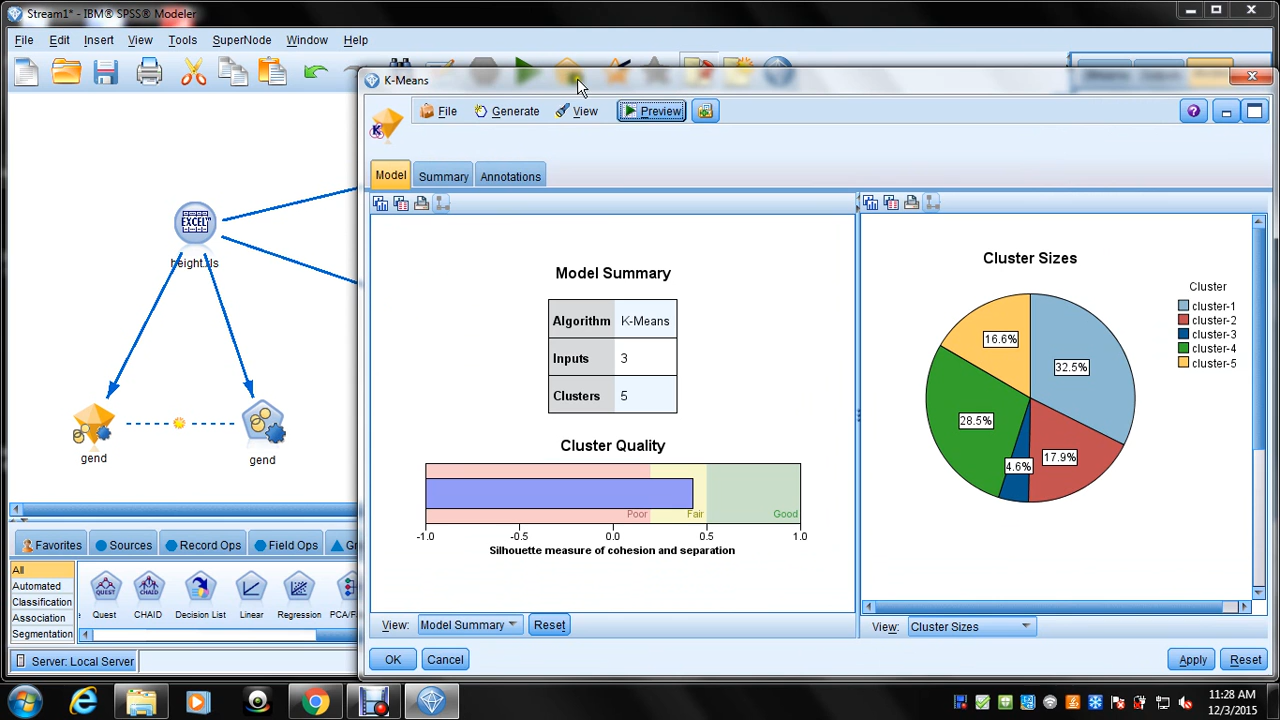 Stream1* - IBM® SPSS® Modeler
File Edit Insert View Tools SuperNode Window Help
K-Means
File Generate View Preview
K
Model Summary Annotations
EXCEL™
gend
gend
Model Summary
Algorithm K-Means
Inputs 3
Clusters 5
Cluster Quality
Poor Fair Good
-1.0 -0.5 0.0 0.5 1.0
Silhouette measure of cohesion and separation
View: Model Summary Reset
Cluster Sizes
Cluster
cluster-1
cluster-2
cluster-3
cluster-4
cluster-5
16.6%
32.5%
28.5%
4.6%
17.9%
View: Cluster Sizes
OK Cancel Apply Reset
Favorites Sources Record Ops Field Ops
All
Automated
Classification
Association
Segmentation
QUEST CHAID
Quest CHAID Decision List Linear Regression
Server: Local Server
11:28 AM
12/3/2015